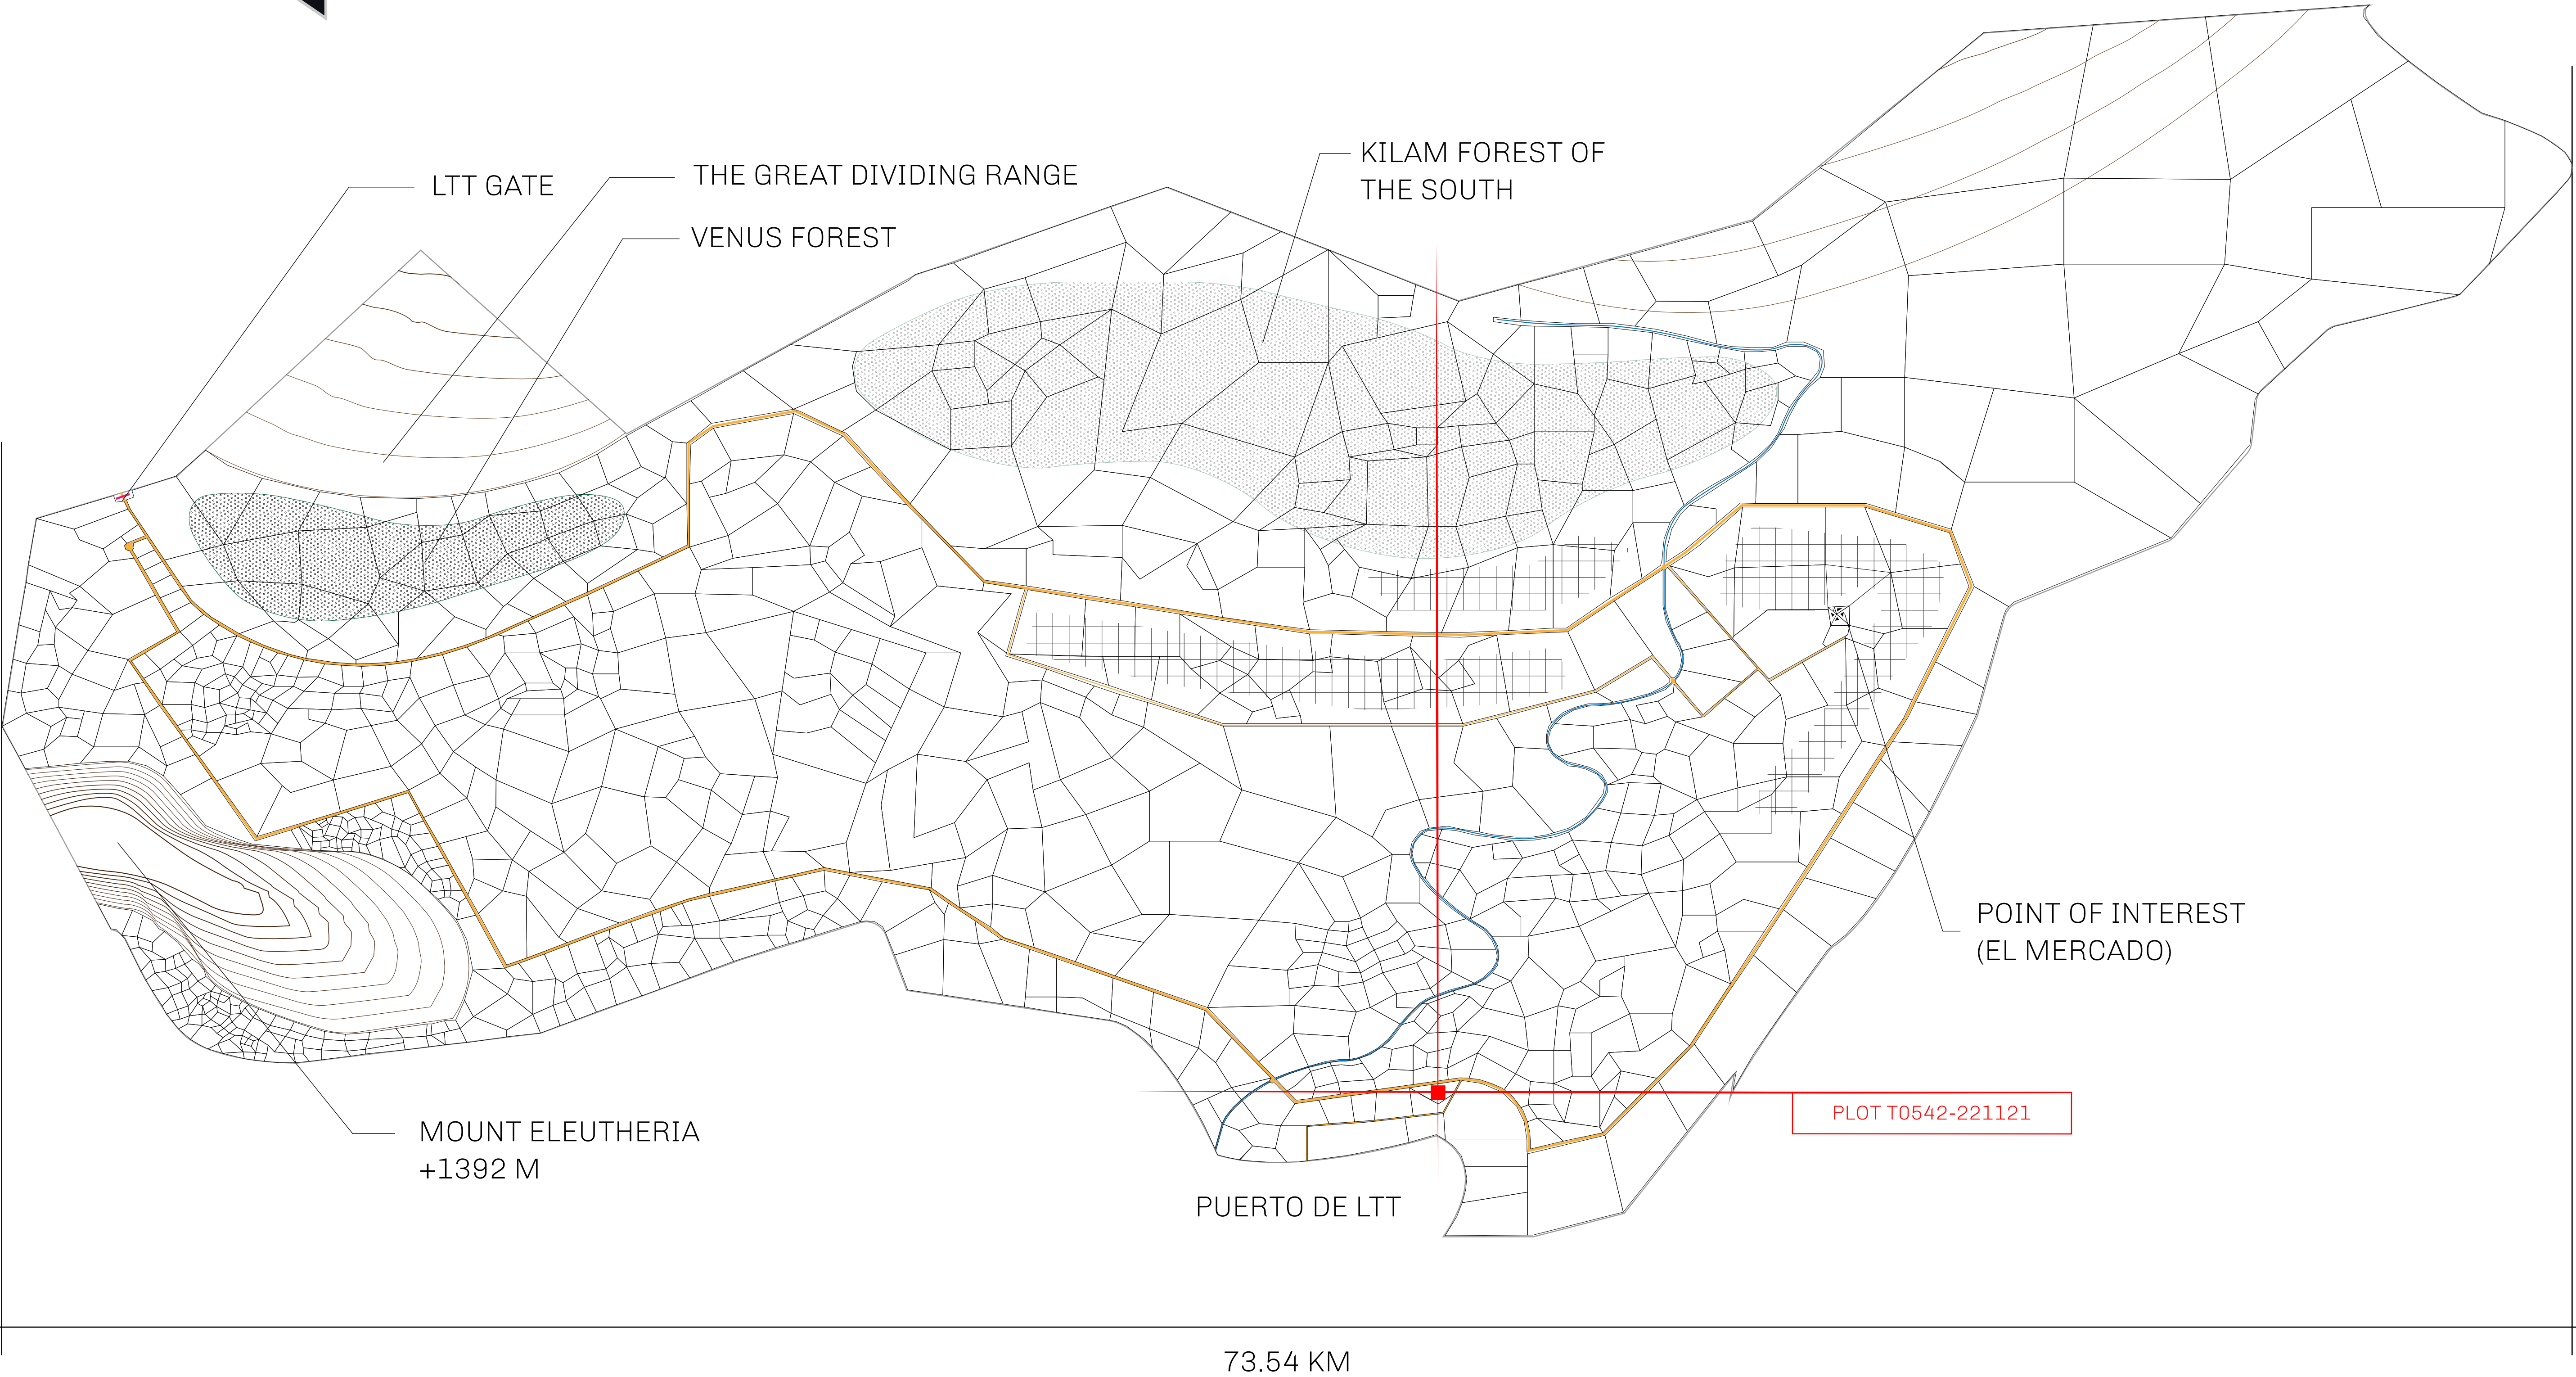 KILAM FOREST OF
THE SOUTH
THE GREAT DIVIDING RANGE
LTT GATE
VENUS FOREST
POINT OF INTEREST
(EL MERCADO)
PLOT T0542-221121
MOUNT ELEUTHERIA
+1392 M
PUERTO DE LTT
73.54 KM